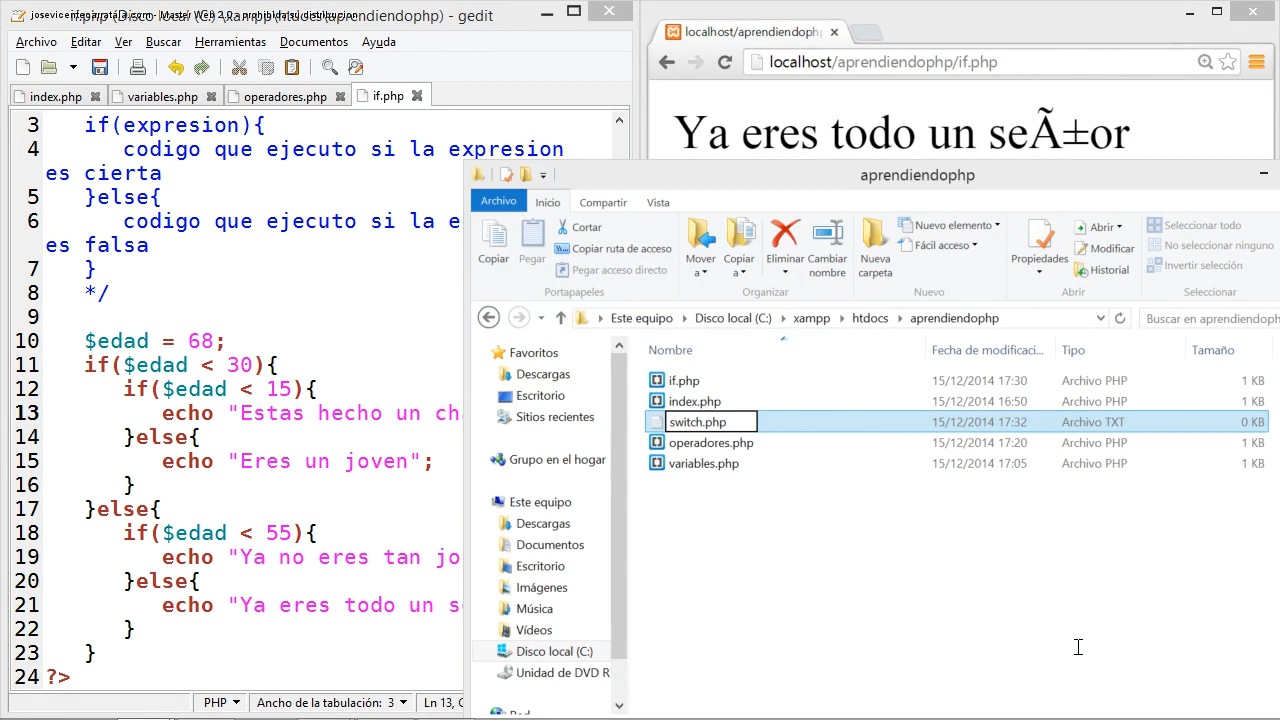 gedit
Archivo Editar Ver Buscar Herramientas Documentos Ayuda
index.php variables.php operadores.php if.php
3 if(expresion){
4 codigo que ejecuto si la expresion
es cierta
5 }else{
6 codigo que ejecuto si la e
es falsa
7 }
8 */
9
10 $edad = 68;
11 if($edad < 30){
12 if($edad < 15){
13 echo "Estas hecho un ch
14 }else{
15 echo "Eres un joven";
16 }
17 }else{
18 if($edad < 55){
19 echo "Ya no eres tan jo
20 }else{
21 echo "Ya eres todo un s
22 }
23 }
24 ?>
PHP Ancho de la tabulación: 3 Ln 13, C
localhost/aprendiendoph
localhost/aprendiendophp/if.php
Ya eres todo un seÃ±or
aprendiendophp
Archivo Inicio Compartir Vista
Copiar
Pegar
Cortar
Copiar ruta de acceso
Pegar acceso directo
Portapapeles
Mover a
Copiar a
Eliminar
Cambiar nombre
Organizar
Nueva carpeta
Nuevo elemento
Fácil acceso
Nuevo
Propiedades
Abrir
Modificar
Historial
Abrir
Seleccionar todo
No seleccionar ninguno
Invertir selección
Seleccionar
Este equipo Disco local (C:) xampp htdocs aprendiendophp
Buscar en aprendiendoph
Favoritos
Descargas
Escritorio
Sitios recientes
Grupo en el hogar
Este equipo
Descargas
Documentos
Escritorio
Imágenes
Música
Vídeos
Disco local (C:)
Unidad de DVD R
Nombre Fecha de modificaci... Tipo Tamaño
if.php 15/12/2014 17:30 Archivo PHP 1 KB
index.php 15/12/2014 16:50 Archivo PHP 1 KB
switch.php 15/12/2014 17:32 Archivo TXT 0 KB
operadores.php 15/12/2014 17:20 Archivo PHP 1 KB
variables.php 15/12/2014 17:05 Archivo PHP 1 KB